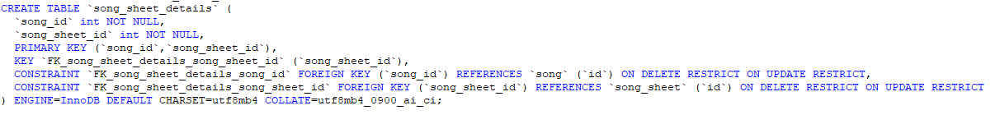 CREATE TABLE `song_sheet_details` (
  `song_id` int NOT NULL,
  `song_sheet_id` int NOT NULL,
  PRIMARY KEY (`song_id`,`song_sheet_id`),
  KEY `FK_song_sheet_details_song_sheet_id` (`song_sheet_id`),
  CONSTRAINT `FK_song_sheet_details_song_id` FOREIGN KEY (`song_id`) REFERENCES `song` (`id`) ON DELETE RESTRICT ON UPDATE RESTRICT,
  CONSTRAINT `FK_song_sheet_details_song_sheet_id` FOREIGN KEY (`song_sheet_id`) REFERENCES `song_sheet` (`id`) ON DELETE RESTRICT ON UPDATE RESTRICT
) ENGINE=InnoDB DEFAULT CHARSET=utf8mb4 COLLATE=utf8mb4_0900_ai_ci;